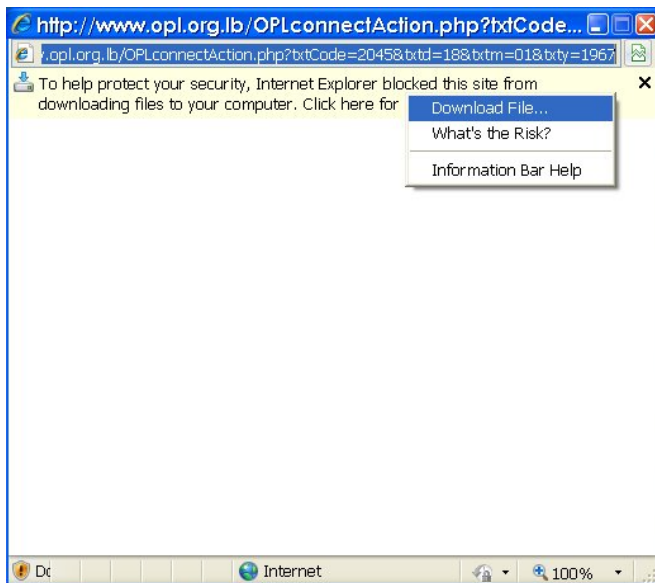 http://www.opl.org.lb/OPLconnectAction.php?txtCode...
.opl.org.lb/OPLconnectAction.php?txtCode=2045&txtd=18&txtm=01&txty=1967
To help protect your security, Internet Explorer blocked this site from
downloading files to your computer. Click here for
Download File...
What's the Risk?
Information Bar Help
Internet
100%